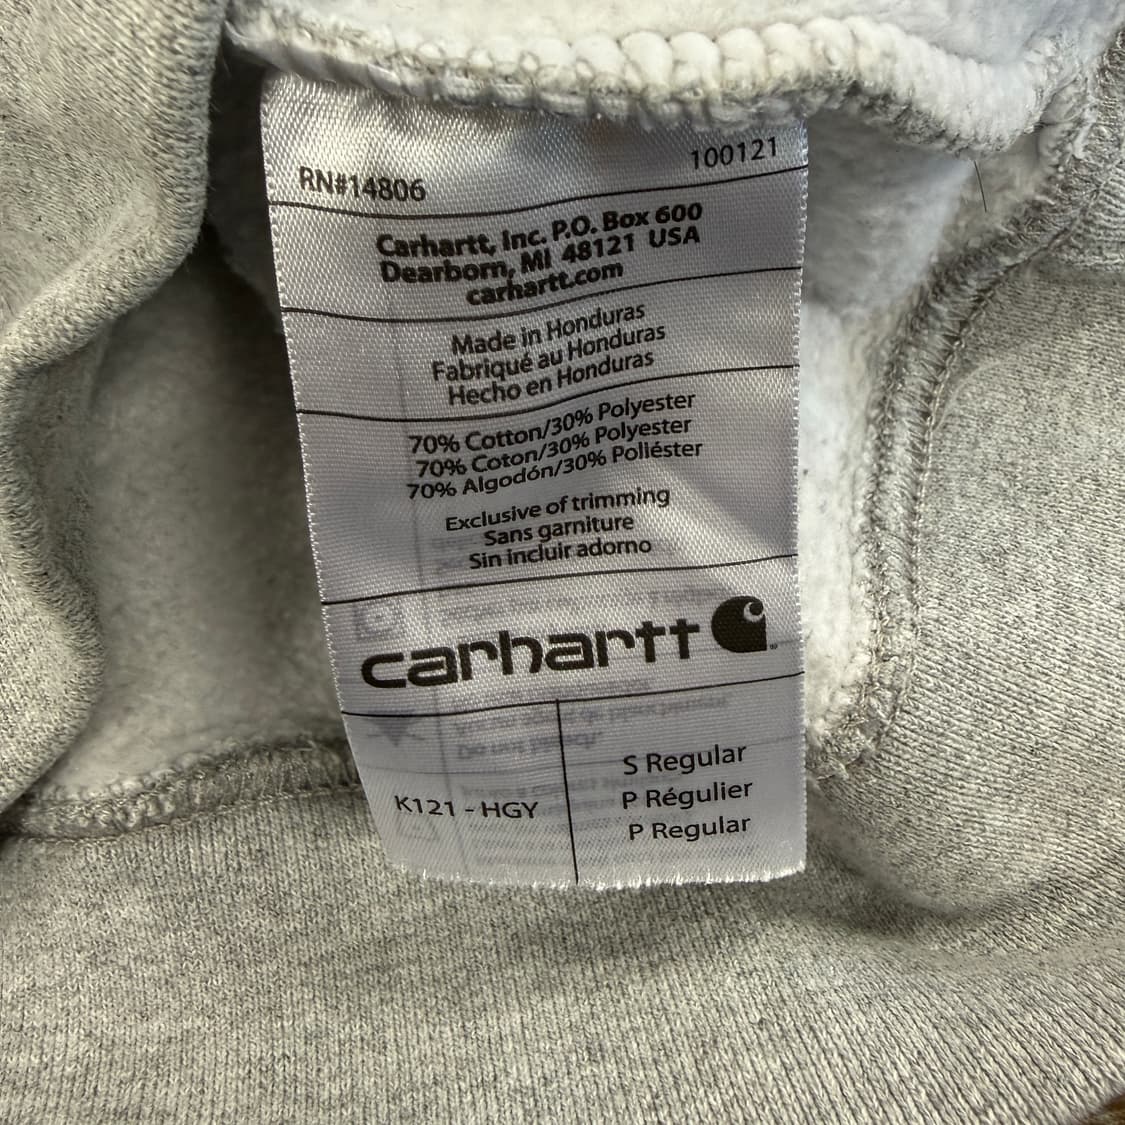 RN#14806
100121
Carhartt, Inc. P.O. Box 600
Dearborn, MI 48121 USA
carhartt.com
Made in Honduras
Fabriqué au Honduras
Hecho en Honduras
70% Cotton/30% Polyester
70% Coton/30% Polyester
70% Algodón/30% Poliéster
Exclusive of trimming
Sans garniture
Sin incluir adorno
carhartt
K121 - HGY
S Regular
P Régulier
P Regular